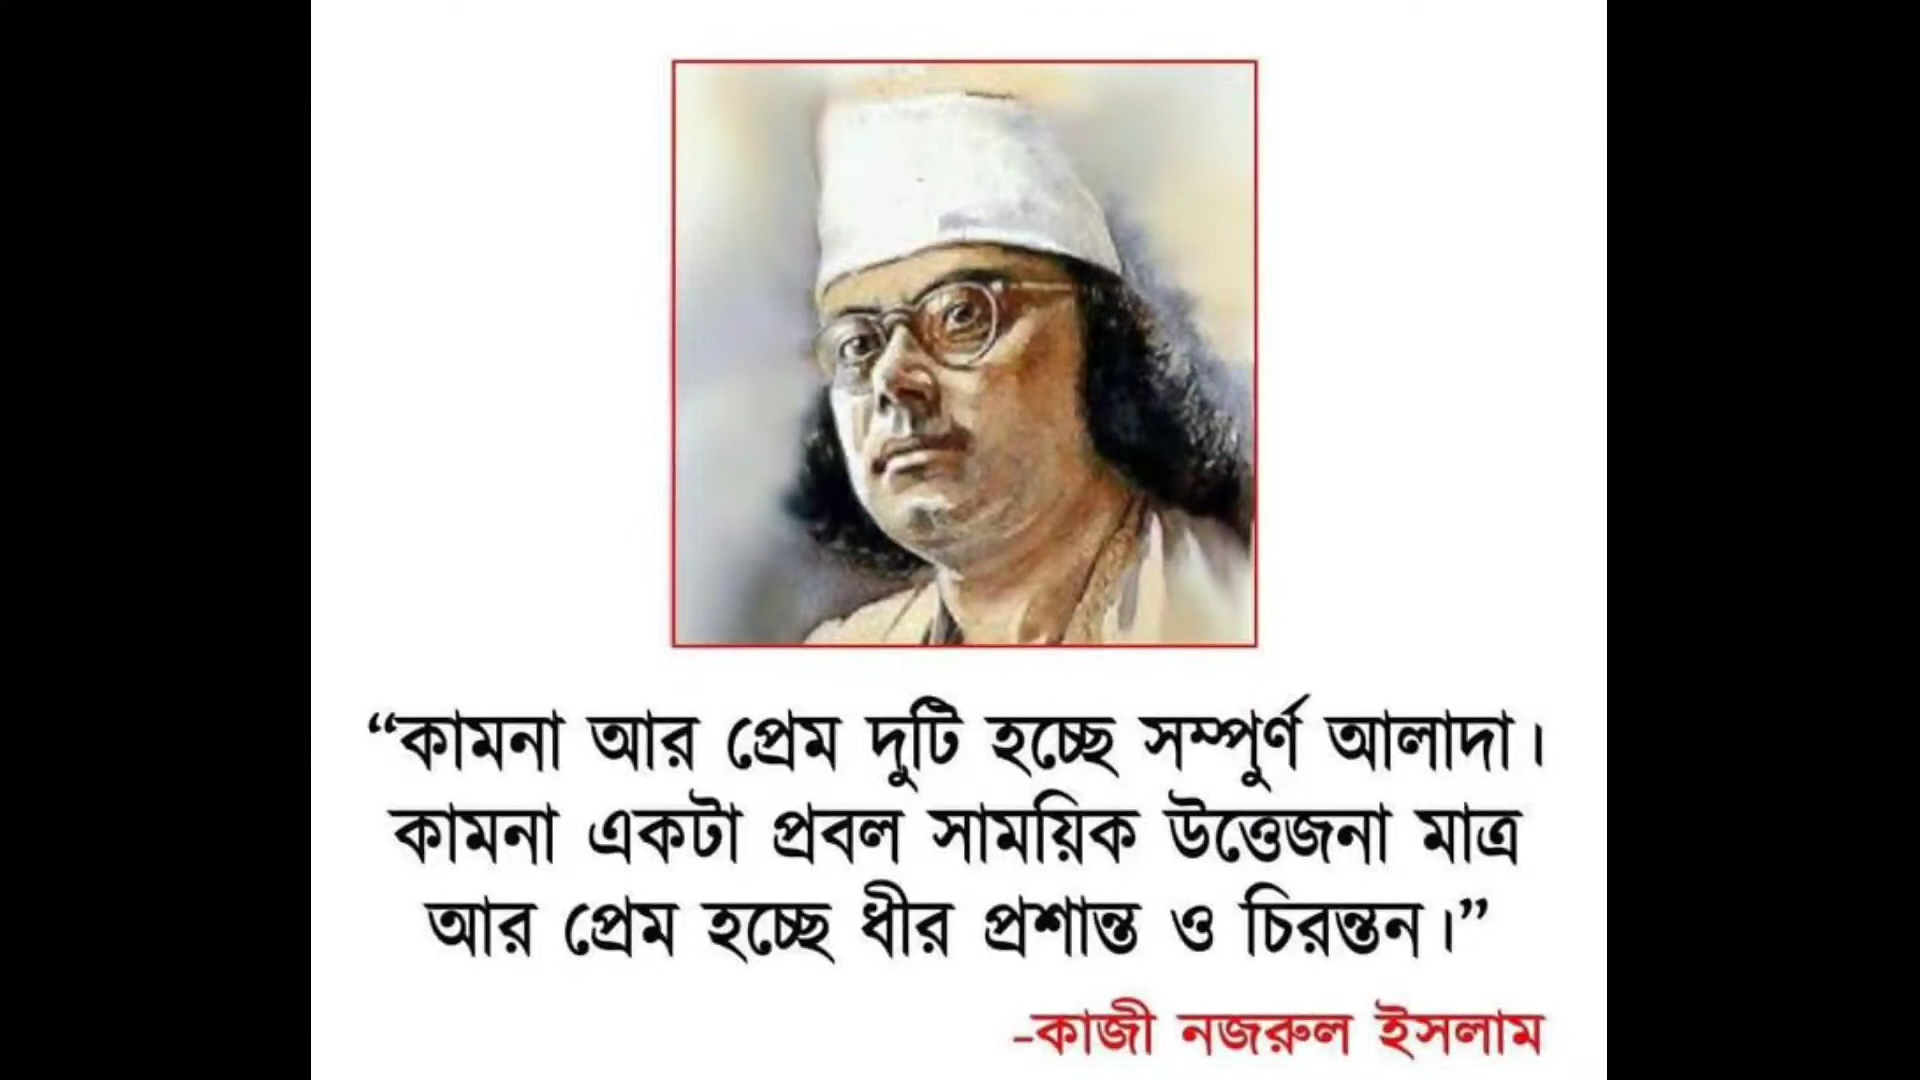 “কামনা আর প্রেম দুটি হচ্ছে সম্পুর্ণ আলাদা।
কামনা একটা প্রবল সাময়িক উত্তেজনা মাত্র
আর প্রেম হচ্ছে ধীর প্রশান্ত ও চিরন্তন।”
-কাজী নজরুল ইসলাম